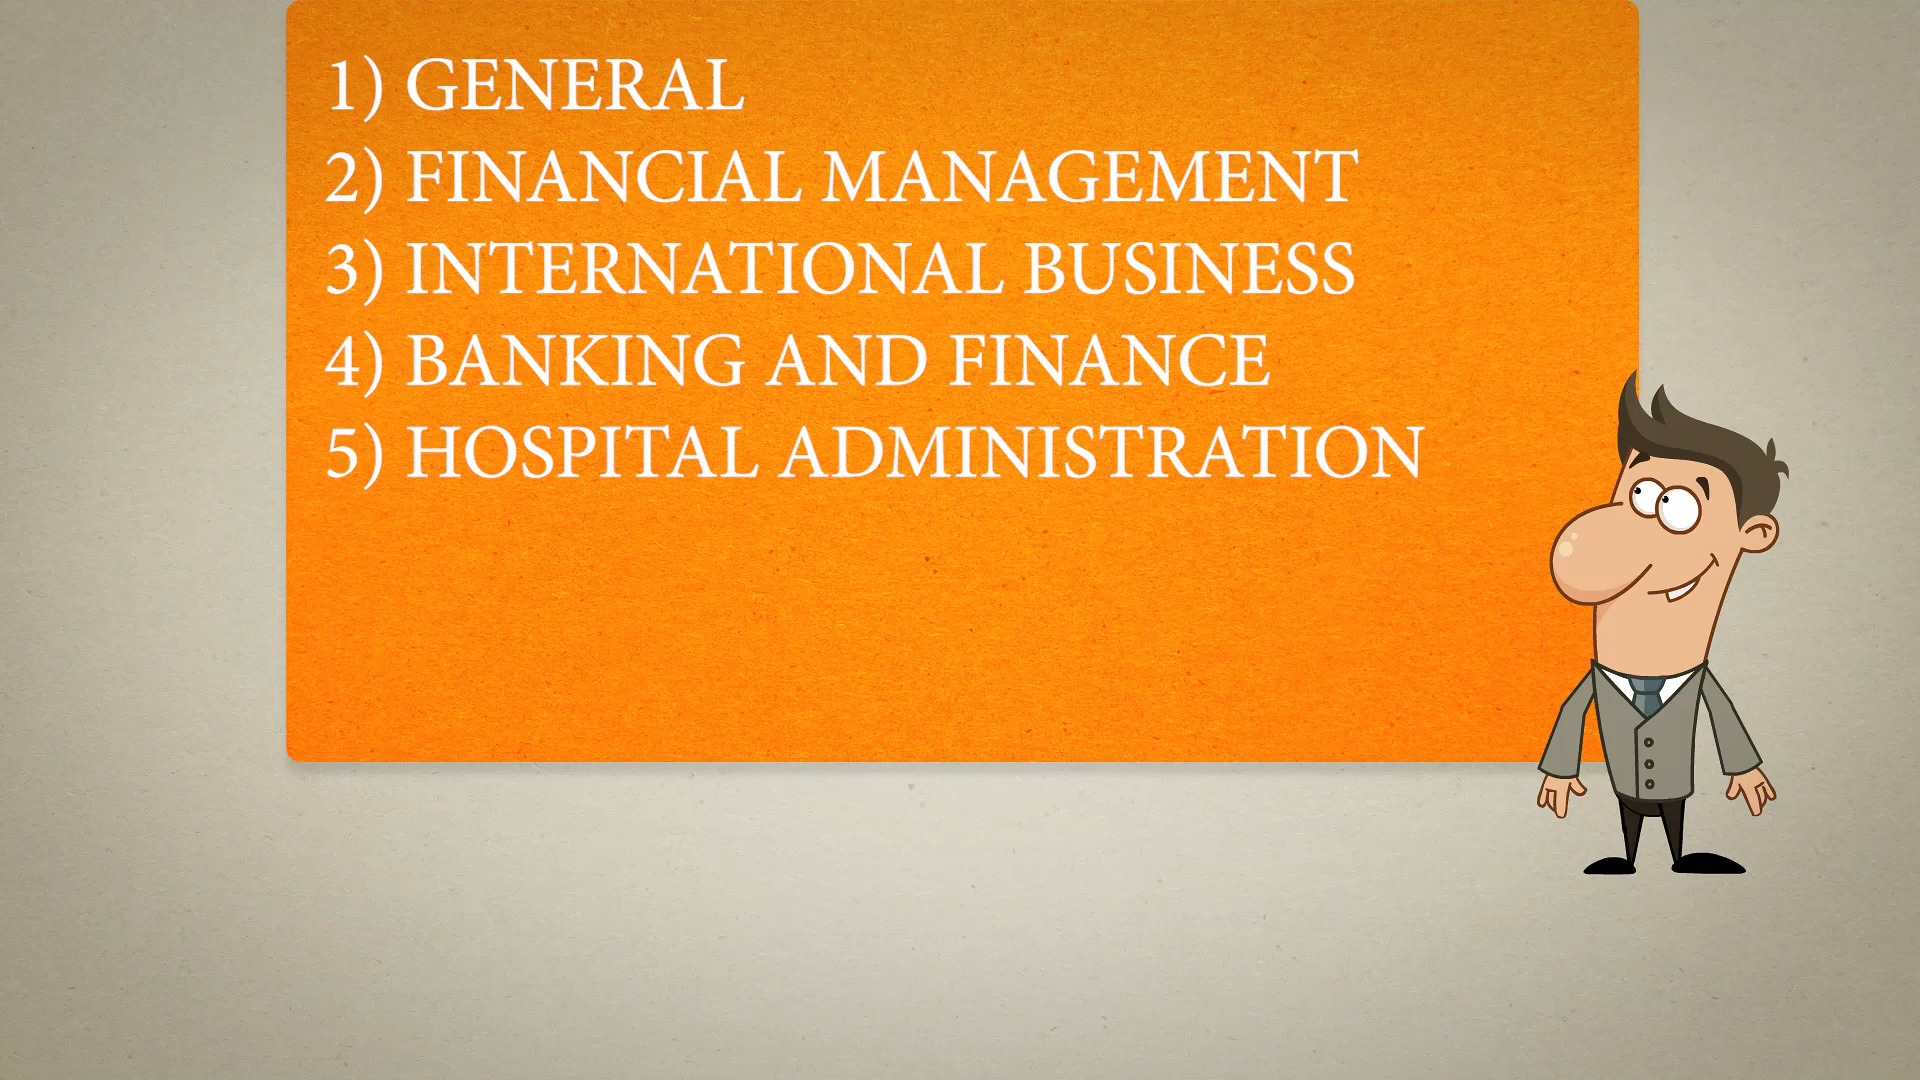 1) GENERAL
2) FINANCIAL MANAGEMENT
3) INTERNATIONAL BUSINESS
4) BANKING AND FINANCE
5) HOSPITAL ADMINISTRATION